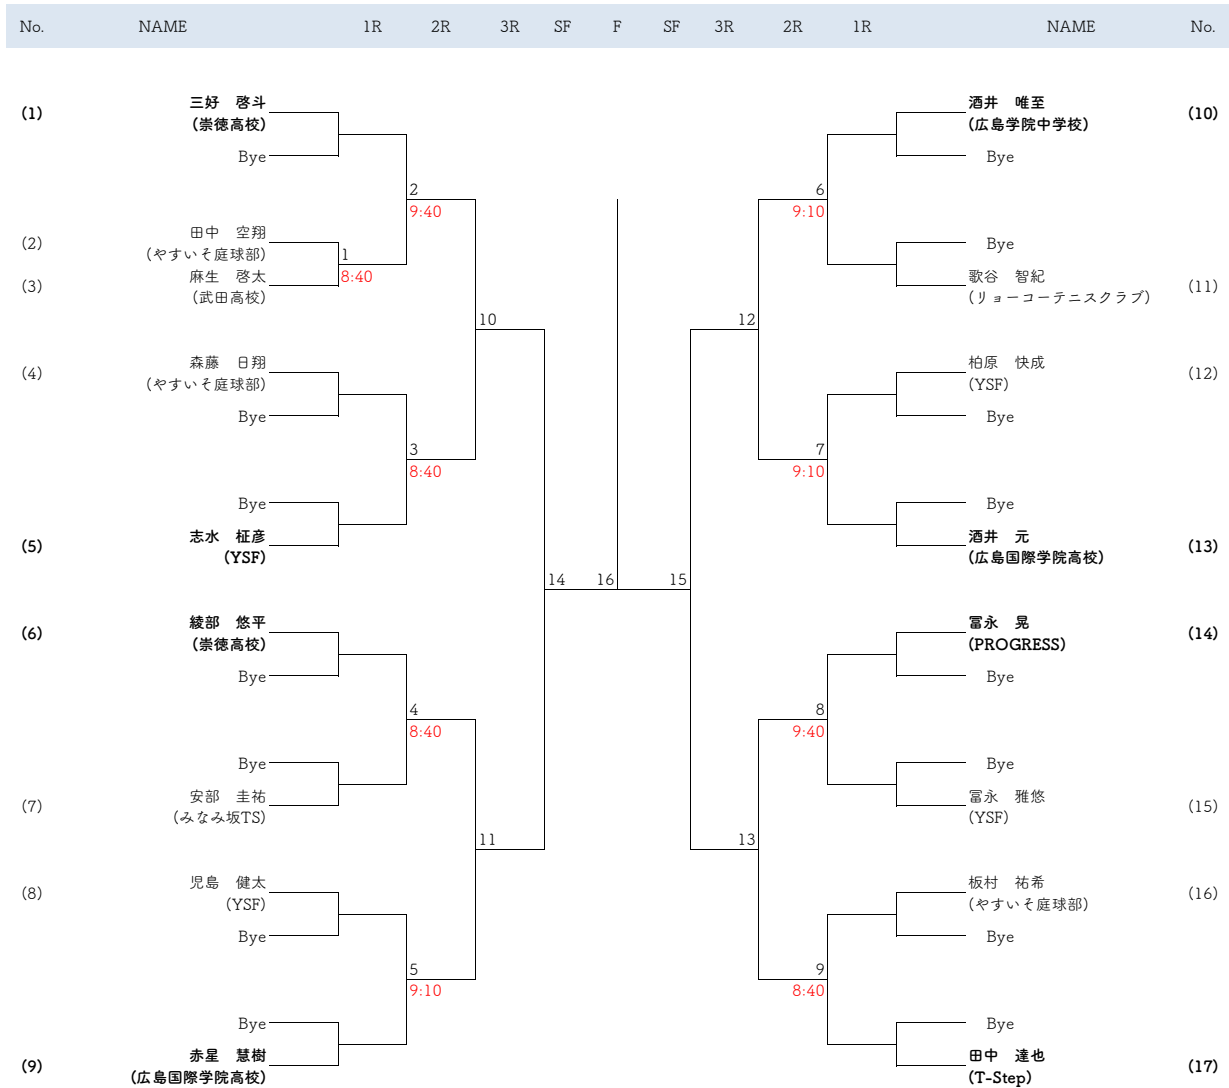 No. NAME 1R 2R 3R SF F SF 3R 2R 1R NAME No.
(1) 三好　啓斗
(崇徳高校)
Bye
2
9:40
(2) 田中　空翔
(やすいそ庭球部)
1
8:40
(3) 麻生　啓太
(武田高校)
10
(4) 森藤　日翔
(やすいそ庭球部)
Bye
3
8:40
Bye
(5) 志水　柾彦
(YSF)
14 16 15
(6) 綾部　悠平
(崇徳高校)
Bye
4
8:40
Bye
(7) 安部　圭祐
(みなみ坂TS)
11
(8) 児島　健太
(YSF)
Bye
5
9:10
Bye
(9) 赤星　慧樹
(広島国際学院高校)
酒井　唯至 (10)
(広島学院中学校)
Bye
6
9:10
Bye
歌谷　智紀 (11)
(リョーコーテニスクラブ)
12
柏原　快成 (12)
(YSF)
Bye
7
9:10
Bye
酒井　元 (13)
(広島国際学院高校)
冨永　晃 (14)
(PROGRESS)
Bye
8
9:40
Bye
冨永　雅悠 (15)
(YSF)
13
板村　祐希 (16)
(やすいそ庭球部)
Bye
9
8:40
Bye
田中　達也 (17)
(T-Step)